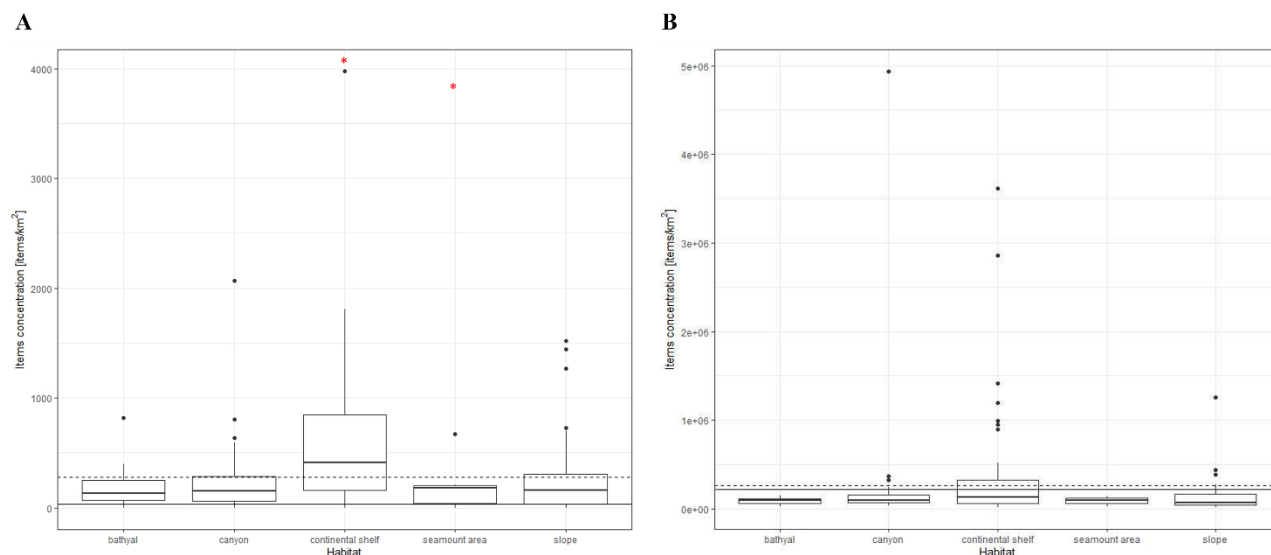 A
Items concentration [items/km²]
4000
3000
2000
1000
0
*
*
bathyal
canyon
continental shelf
seamount area
slope
Habitat
B
Items concentration [items/km²]
5e+06
4e+06
3e+06
2e+06
1e+06
0e+00
bathyal
canyon
continental shelf
seamount area
slope
Habitat